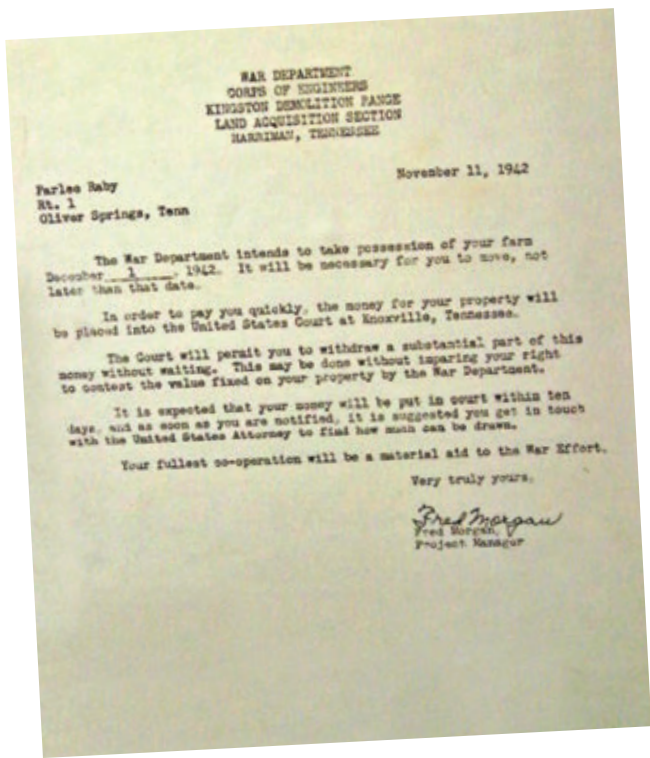 WAR DEPARTMENT
CORPS OF ENGINEERS
KINGSTON DEMOLITION RANGE
LAND ACQUISITION SECTION
HARRIMAN, TENNESSEE
November 11, 1942
Parlee Raby
Rt. 1
Oliver Springs, Tenn
The War Department intends to take possession of your farm
December 1 , 1942. It will be necessary for you to move, not
later than that date.
In order to pay you quickly, the money for your property will
be placed into the United States Court at Knoxville, Tennessee.
The Court will permit you to withdraw a substantial part of this
money without waiting. This may be done without imparing your right
to contest the value fixed on your property by the War Department.
It is expected that your money will be put in court within ten
days, and as soon as you are notified, it is suggested you get in touch
with the United States Attorney to find how much can be drawn.
Your fullest co-operation will be a material aid to the War Effort.
Very truly yours,
Fred Morgan
Fred Morgan,
Project Manager